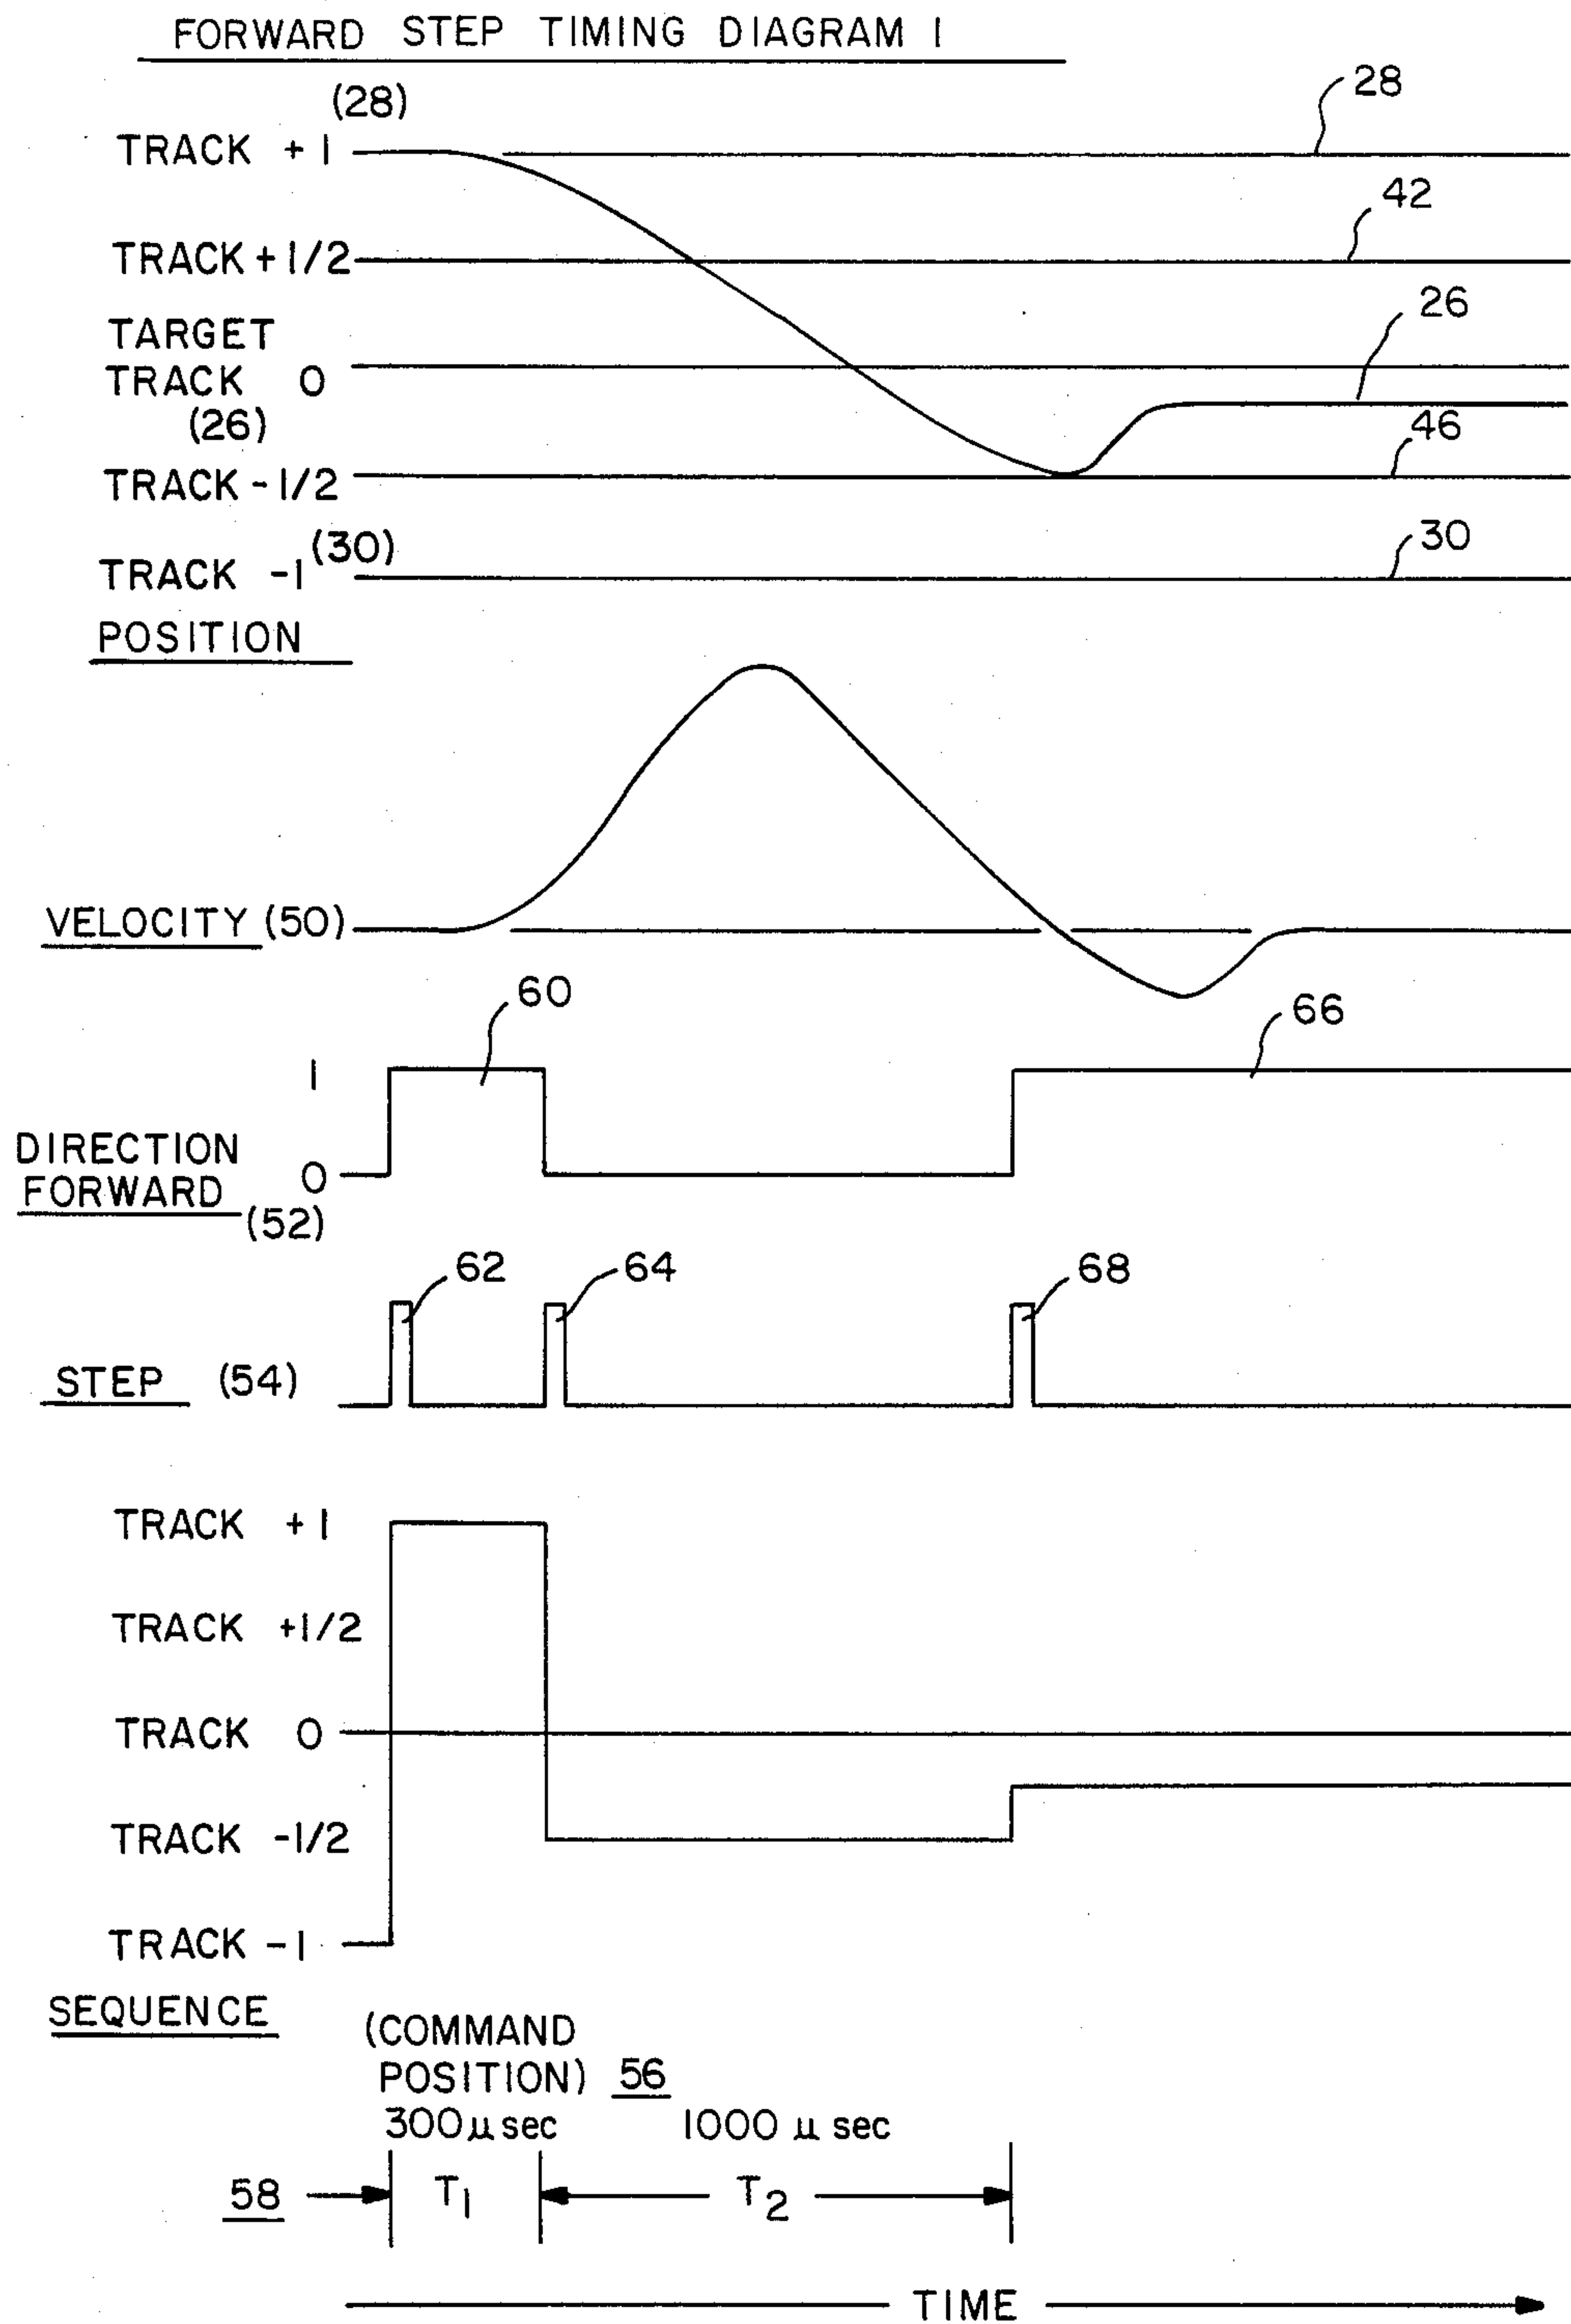 FORWARD STEP TIMING DIAGRAM 1
(28)
28
TRACK +1
42
TRACK +1/2
26
TARGET
TRACK 0
(26)
46
TRACK -1/2
(30)
30
TRACK -1
POSITION
VELOCITY (50)
60
66
1
DIRECTION
FORWARD
0
(52)
62
64
68
STEP (54)
TRACK +1
TRACK +1/2
TRACK 0
TRACK -1/2
TRACK -1
SEQUENCE
(COMMAND
POSITION) 56
300 μ sec
1000 μ sec
58
T1
T2
TIME